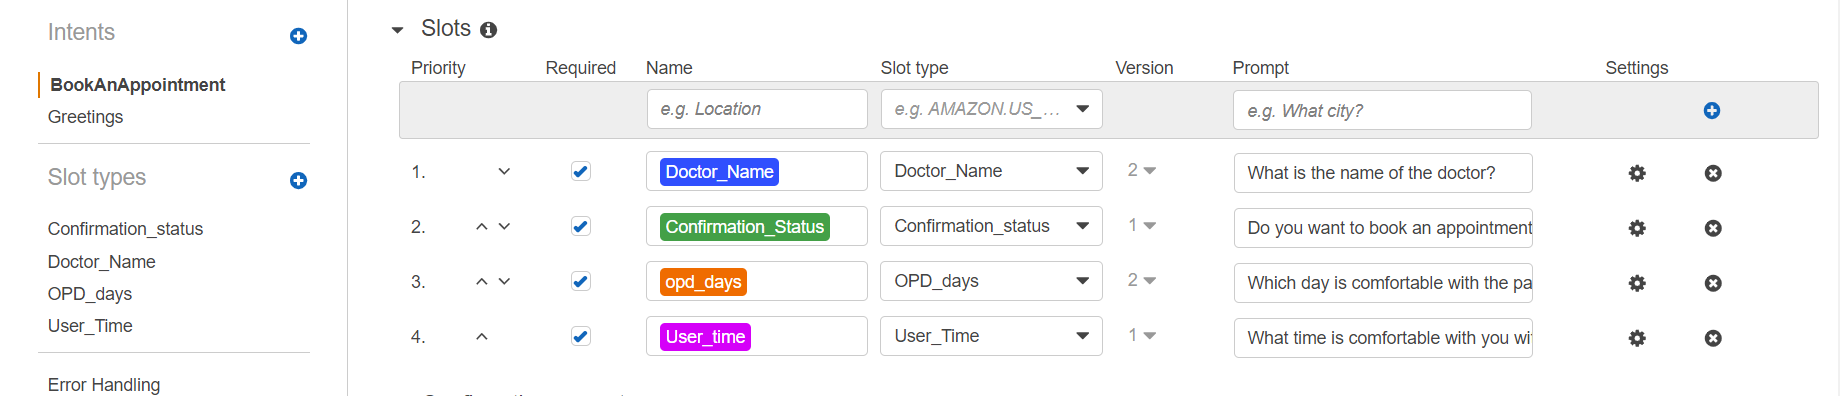 Intents
BookAnAppointment
Greetings
Slot types
Confirmation_status
Doctor_Name
OPD_days
User_Time
Error Handling
Slots
Priority Required Name Slot type Version Prompt Settings
e.g. Location e.g. AMAZON.US_... e.g. What city?
1. Doctor_Name Doctor_Name 2 What is the name of the doctor?
2. Confirmation_Status Confirmation_status 1 Do you want to book an appointment
3. opd_days OPD_days 2 Which day is comfortable with the pa
4. User_time User_Time 1 What time is comfortable with you wi